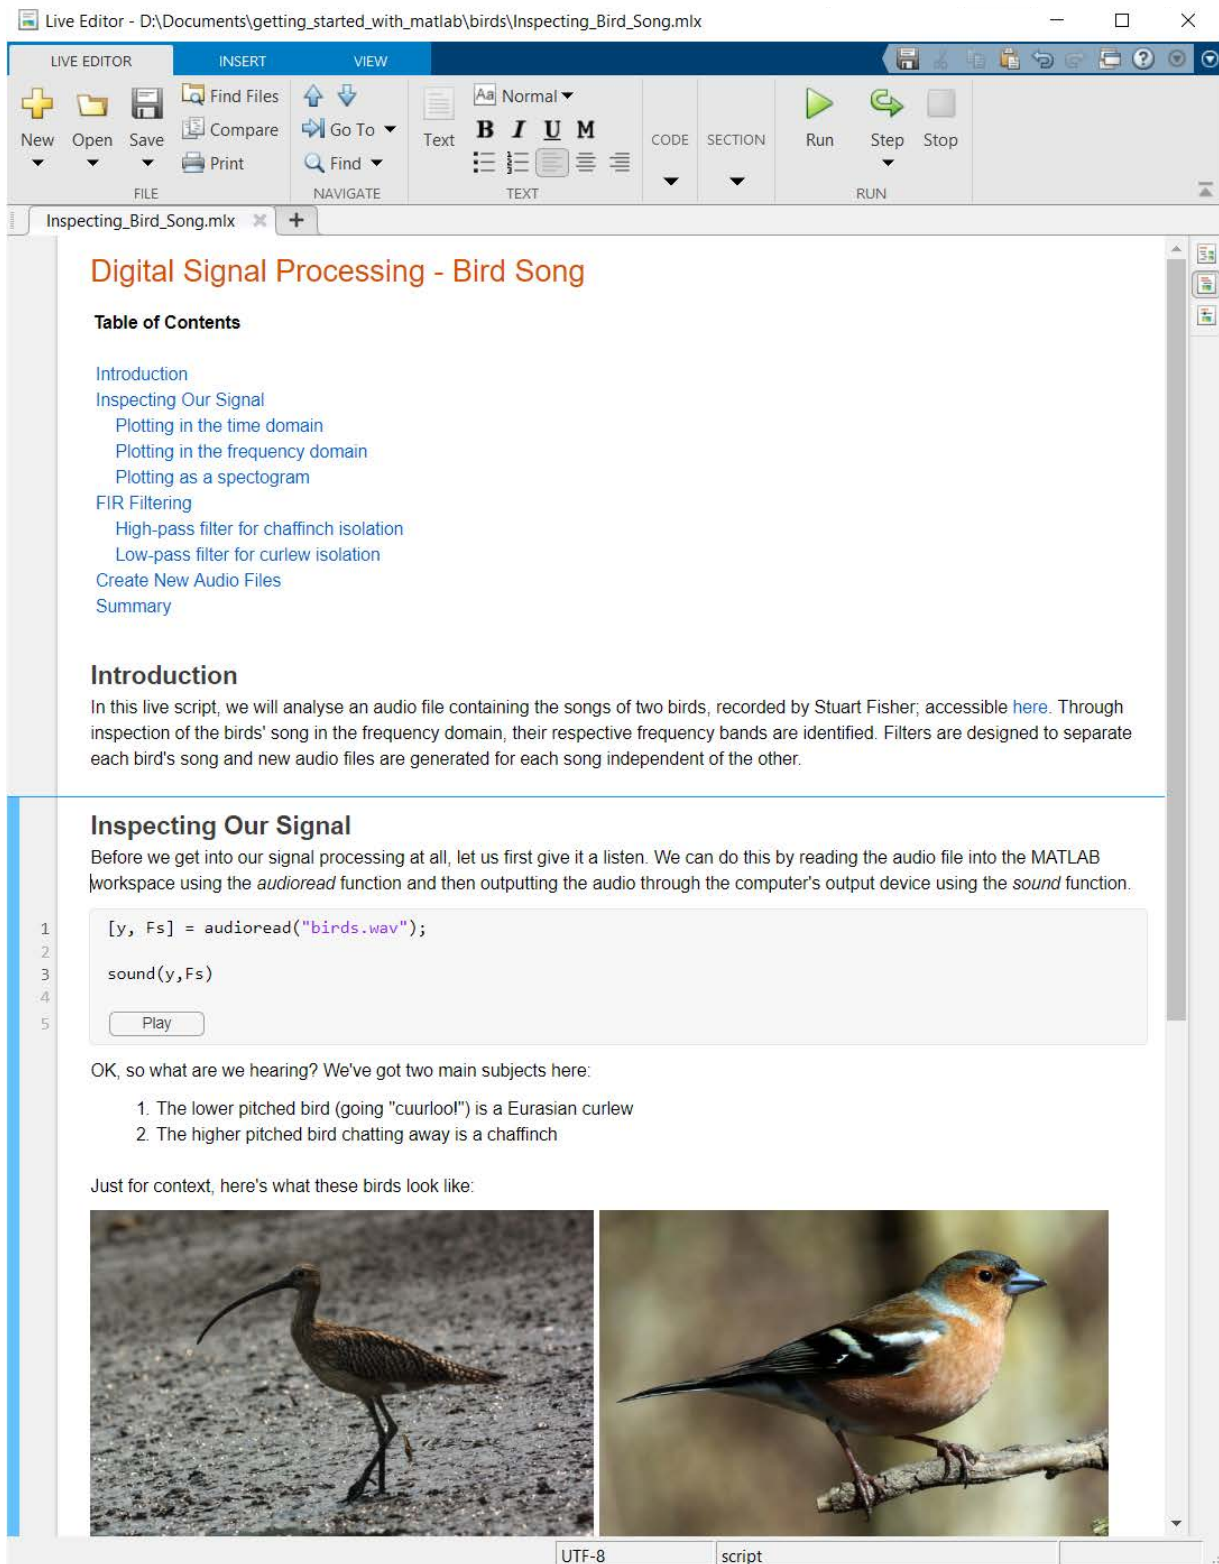 Live Editor - D:\Documents\getting_started_with_matlab\birds\Inspecting_Bird_Song.mlx
LIVE EDITOR INSERT VIEW
New
Open
Save
Find Files
Compare
Print
FILE
Go To
Find
NAVIGATE
Text
Aa Normal
B I U M
TEXT
CODE
SECTION
Run
Step
Stop
RUN
Inspecting_Bird_Song.mlx
Digital Signal Processing - Bird Song
Table of Contents
Introduction
Inspecting Our Signal
Plotting in the time domain
Plotting in the frequency domain
Plotting as a spectogram
FIR Filtering
High-pass filter for chaffinch isolation
Low-pass filter for curlew isolation
Create New Audio Files
Summary
Introduction
In this live script, we will analyse an audio file containing the songs of two birds, recorded by Stuart Fisher; accessible here. Through
inspection of the birds' song in the frequency domain, their respective frequency bands are identified. Filters are designed to separate
each bird's song and new audio files are generated for each song independent of the other.
Inspecting Our Signal
Before we get into our signal processing at all, let us first give it a listen. We can do this by reading the audio file into the MATLAB
workspace using the audioread function and then outputting the audio through the computer's output device using the sound function.
1 [y, Fs] = audioread("birds.wav");
2
3 sound(y,Fs)
4
5 Play
OK, so what are we hearing? We've got two main subjects here:
1. The lower pitched bird (going "cuurloo!") is a Eurasian curlew
2. The higher pitched bird chatting away is a chaffinch
Just for context, here's what these birds look like:
UTF-8 script